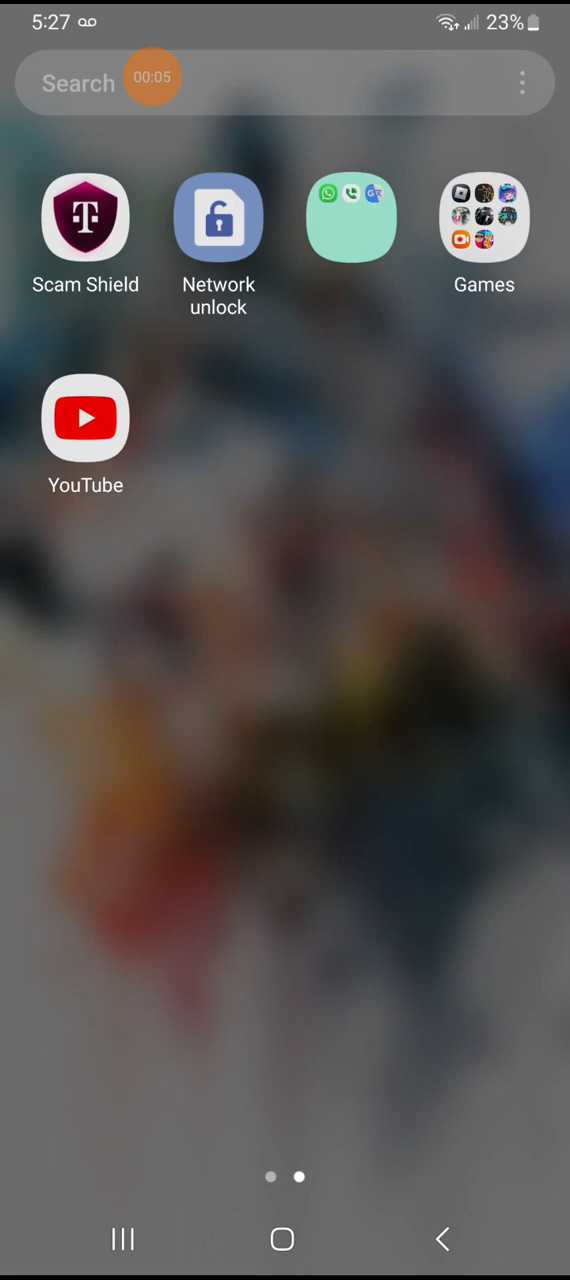 5:27
23%
Search
00:05
T
Scam Shield
Network
unlock
G
Games
YouTube